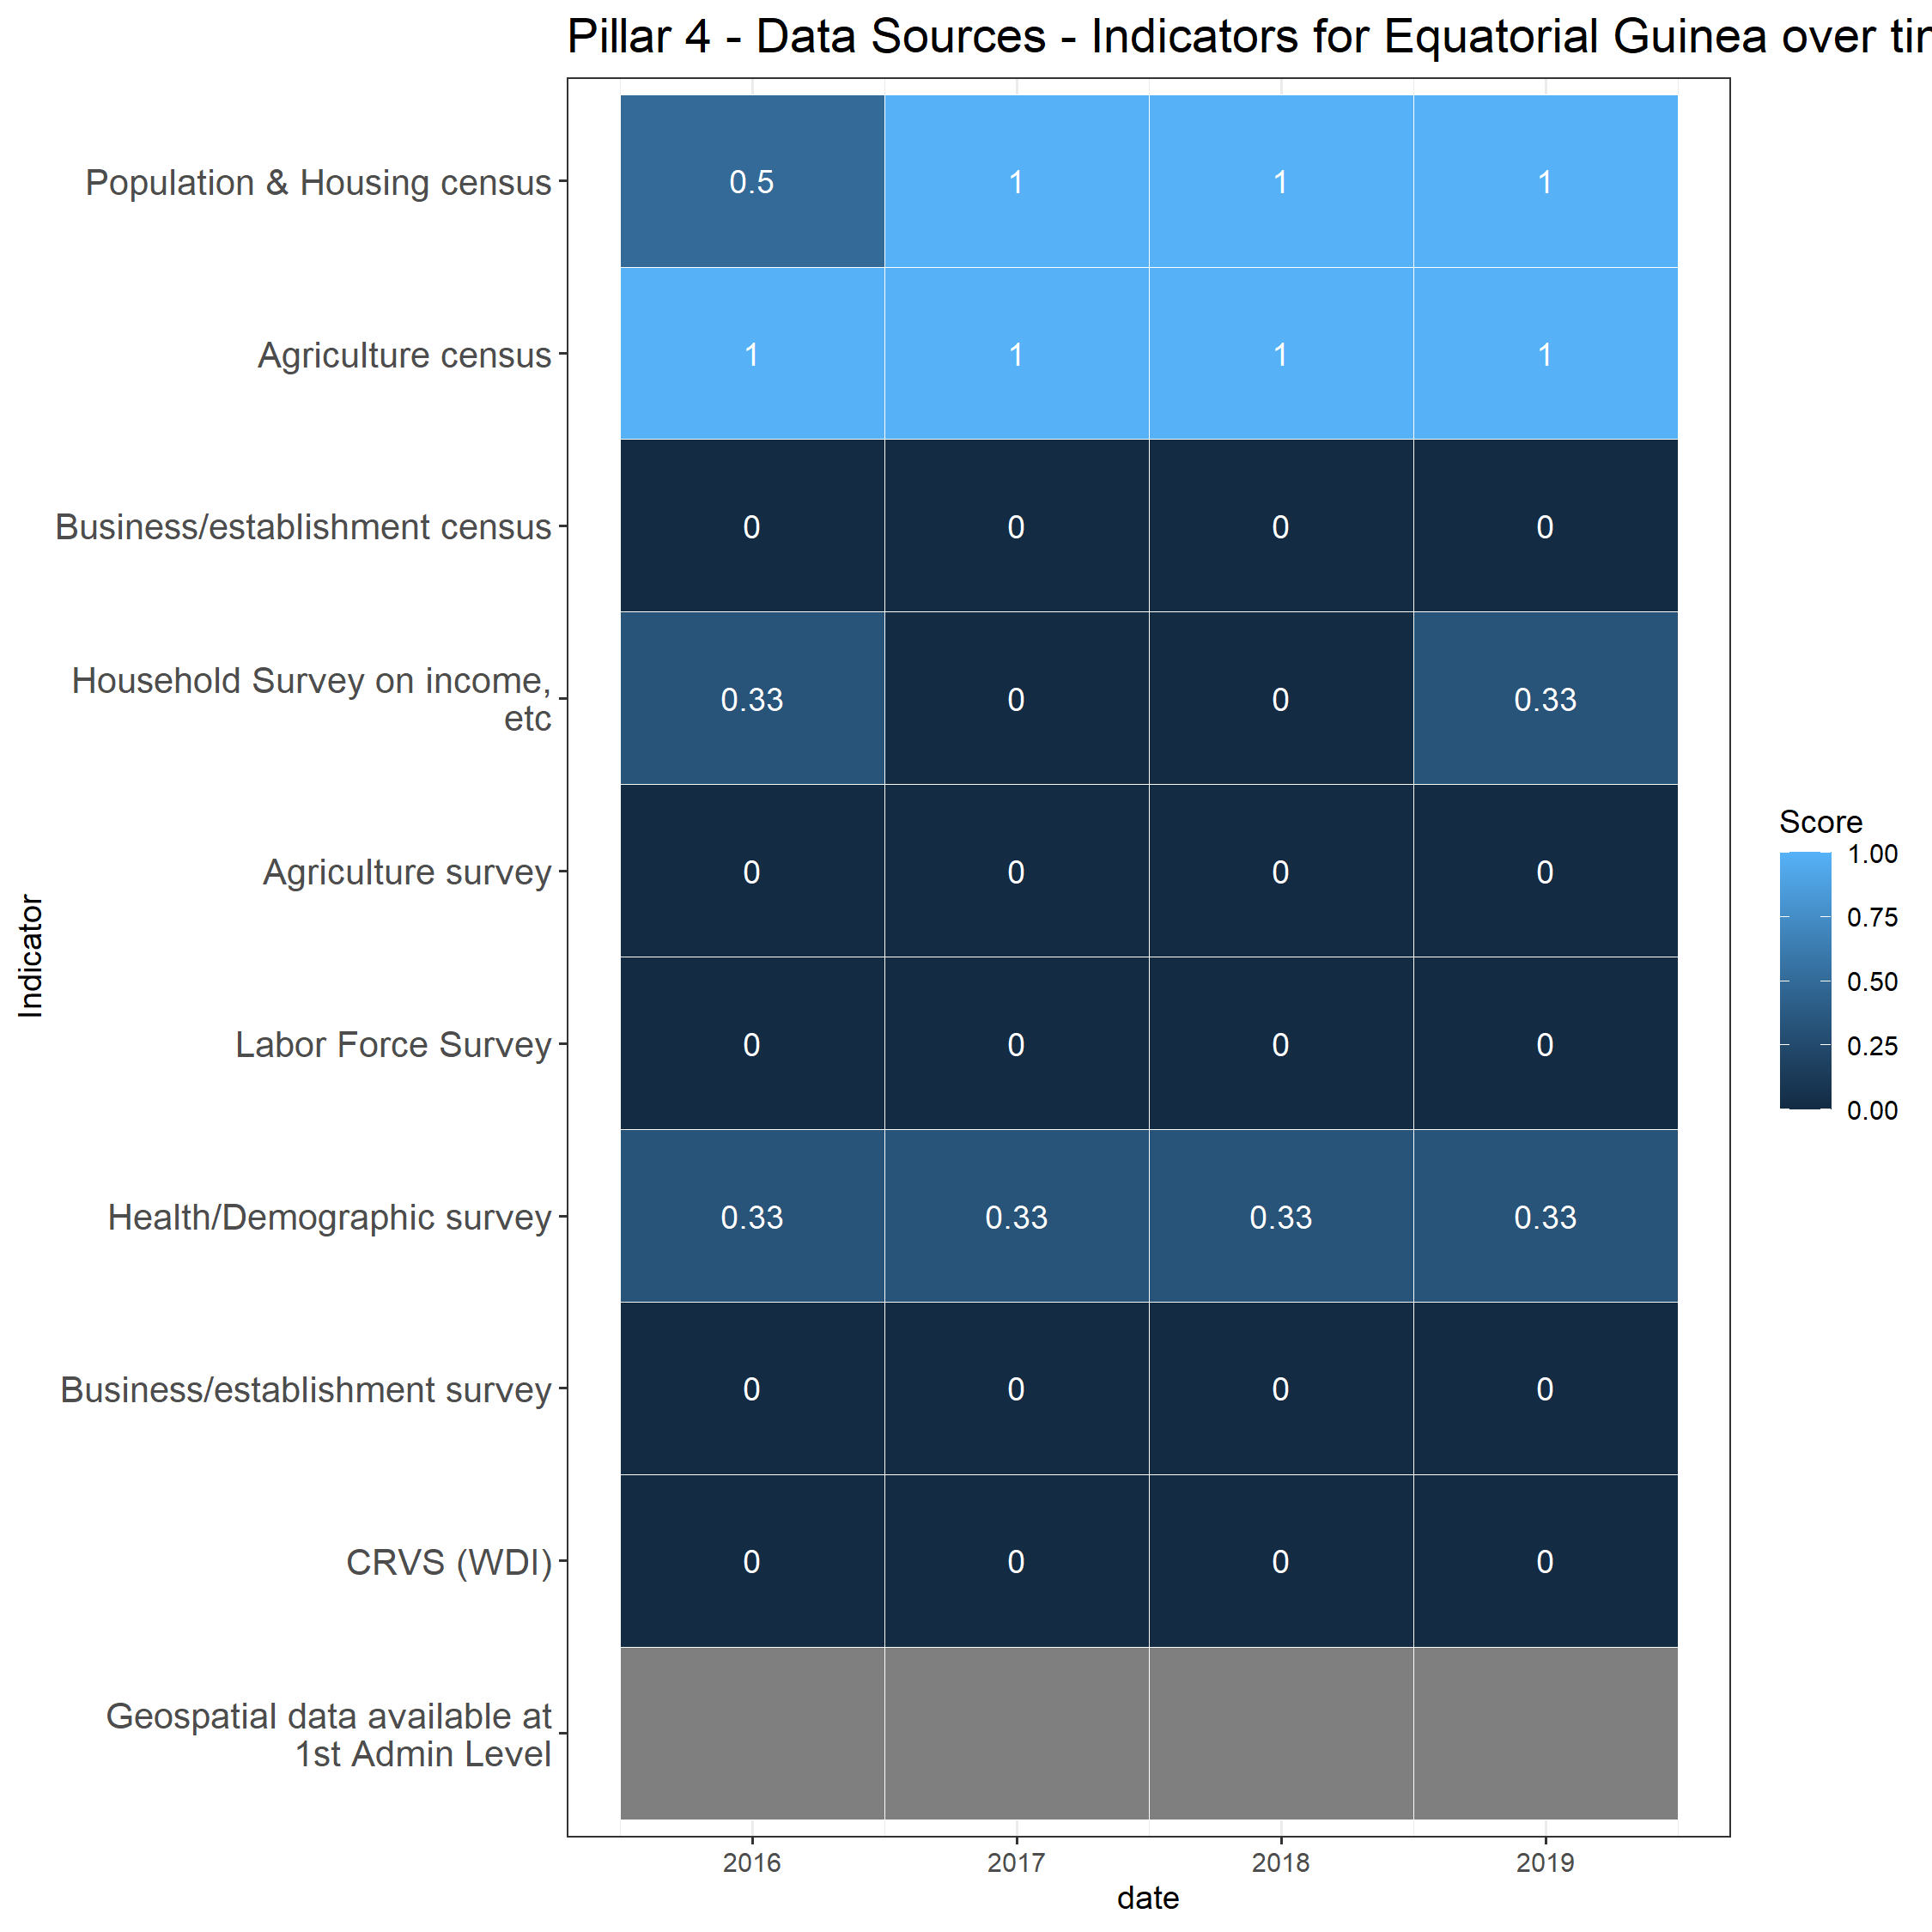 Pillar 4 - Data Sources - Indicators for Equatorial Guinea over
Population & Housing census
0.5 1 1 1
Agriculture census
1 1 1 1
Business/establishment census
0 0 0 0
Household Survey on income,
etc
0.33 0 0 0.33
Agriculture survey
0 0 0 0
Labor Force Survey
0 0 0 0
Health/Demographic survey
0.33 0.33 0.33 0.33
Business/establishment survey
0 0 0 0
CRVS (WDI)
0 0 0 0
Geospatial data available at
1st Admin Level
Indicator
2016 2017 2018 2019
date
Score
1.00
0.75
0.50
0.25
0.00